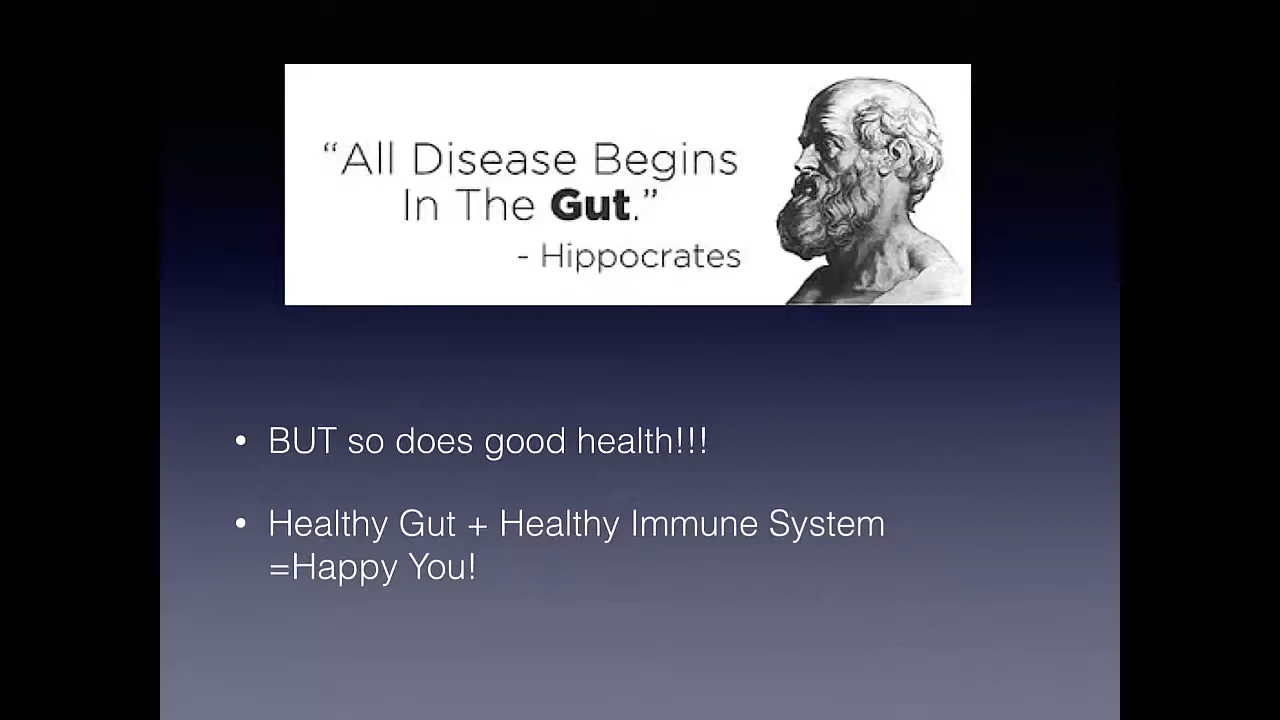 “All Disease Begins
In The Gut.”
- Hippocrates
• BUT so does good health!!!
• Healthy Gut + Healthy Immune System
=Happy You!